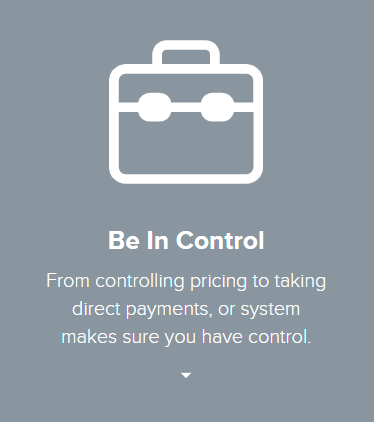 Be In Control
From controlling pricing to taking
direct payments, or system
makes sure you have control.